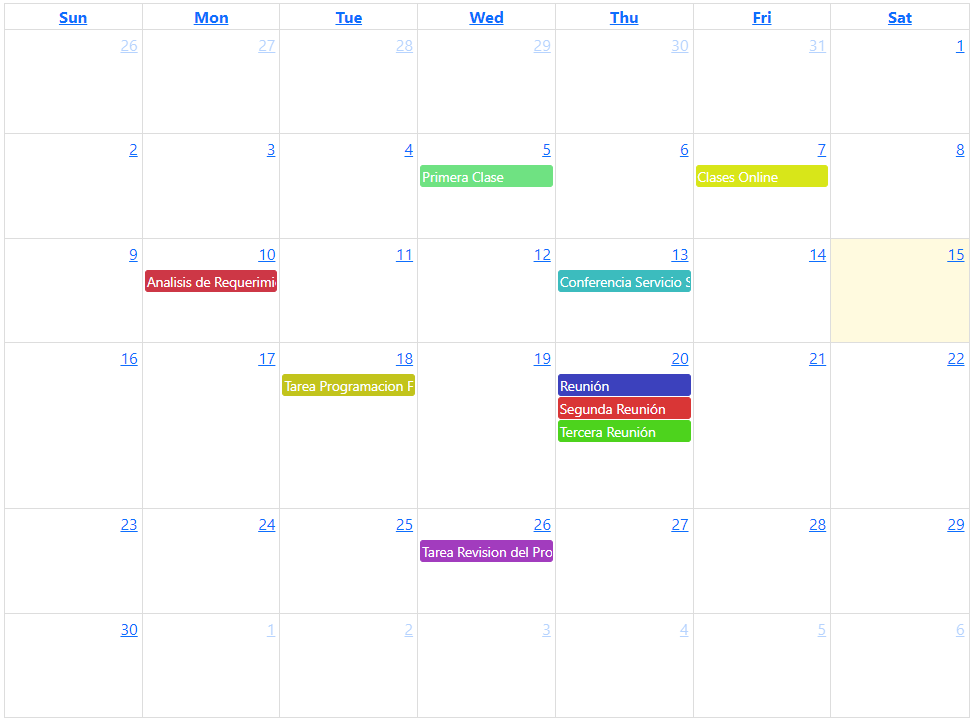 Sun Mon Tue Wed Thu Fri Sat
26 27 28 29 30 31 1
2 3 4 5 6 7 8
Primera Clase Clases Online
9 10 11 12 13 14 15
Analisis de Requerimi Conferencia Servicio S
16 17 18 19 20 21 22
Tarea Programacion F Reunión
Segunda Reunión
Tercera Reunión
23 24 25 26 27 28 29
Tarea Revision del Pro
30 1 2 3 4 5 6